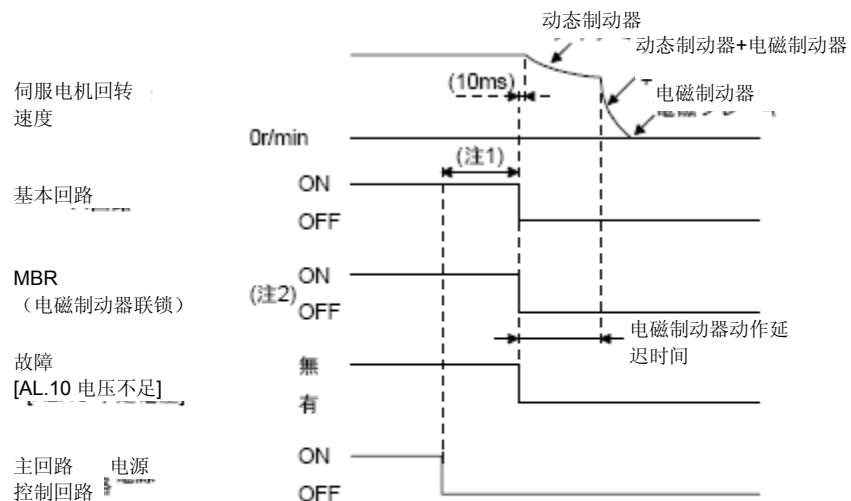 动态制动器
动态制动器+电磁制动器
(10ms)
电磁制动器
伺服电机回转
速度
0r/min
(注1)
基本回路
ON
OFF
MBR
（电磁制动器联锁）
(注2)
ON
OFF
电磁制动器动作延
迟时间
故障
[AL.10 电压不足]
無
有
主回路 电源
控制回路
ON
OFF